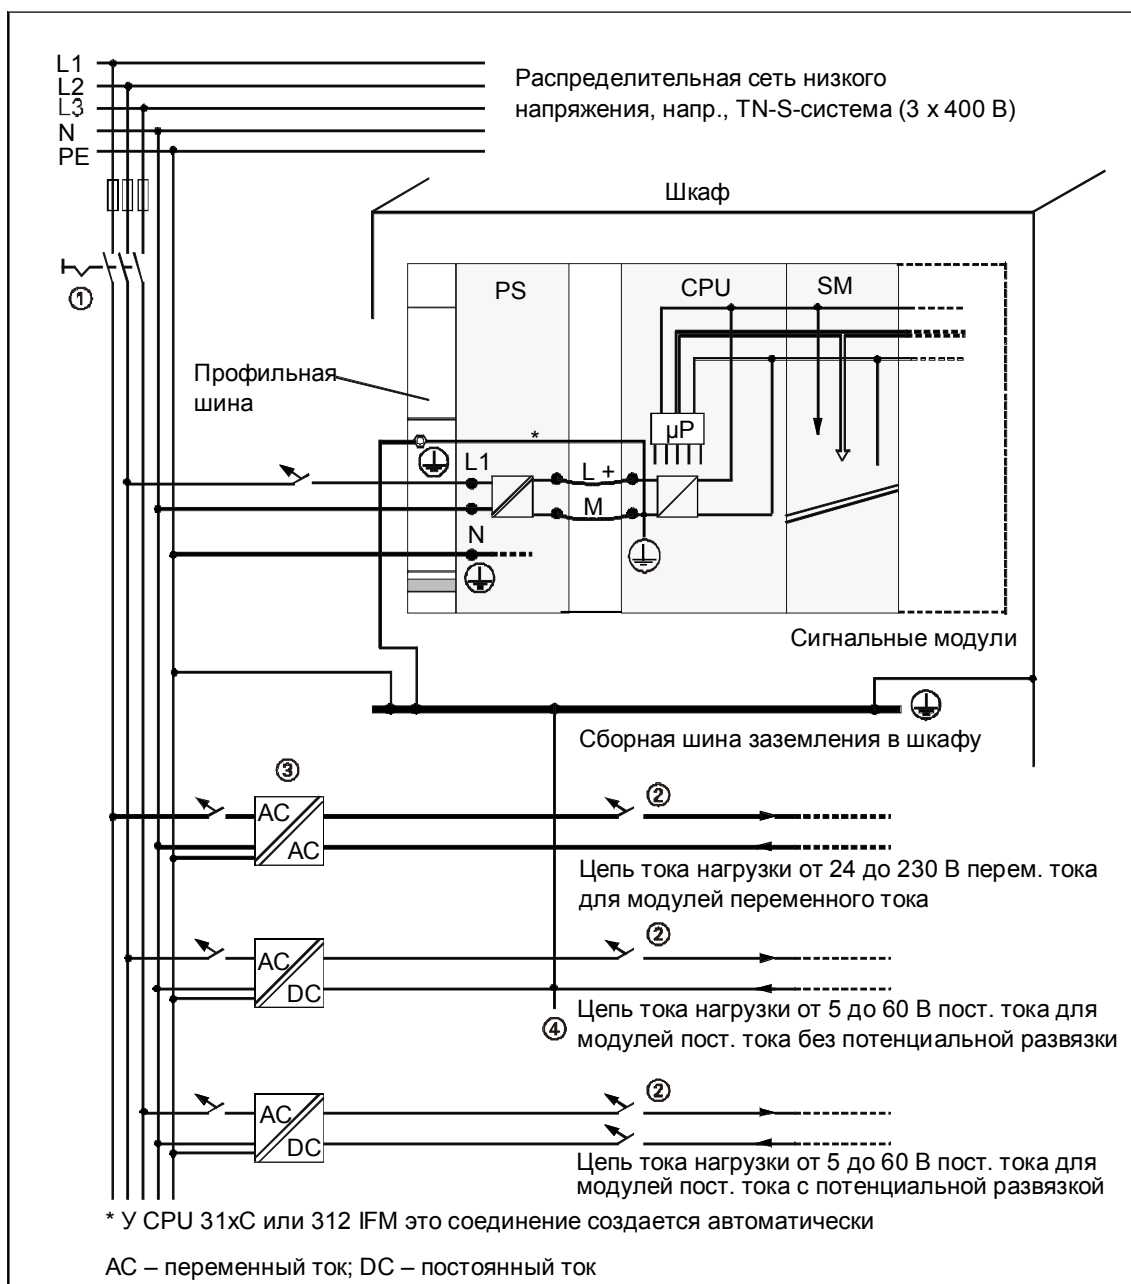 L1
L2
L3
N
PE
Распределительная сеть низкого
напряжения, напр., TN-S-система (3 x 400 В)
Шкаф
①
PS
CPU
SM
Профильная
шина
*
µP
L1
L +
M
N
Сигнальные модули
Сборная шина заземления в шкафу
③
②
AC
AC
Цепь тока нагрузки от 24 до 230 В перем. тока
для модулей переменного тока
②
AC
DC
④
Цепь тока нагрузки от 5 до 60 В пост. тока для
модулей пост. тока без потенциальной развязки
②
AC
DC
Цепь тока нагрузки от 5 до 60 В пост. тока для
модулей пост. тока с потенциальной развязкой
* У CPU 31xC или 312 IFM это соединение создается автоматически
AC – переменный ток; DC – постоянный ток